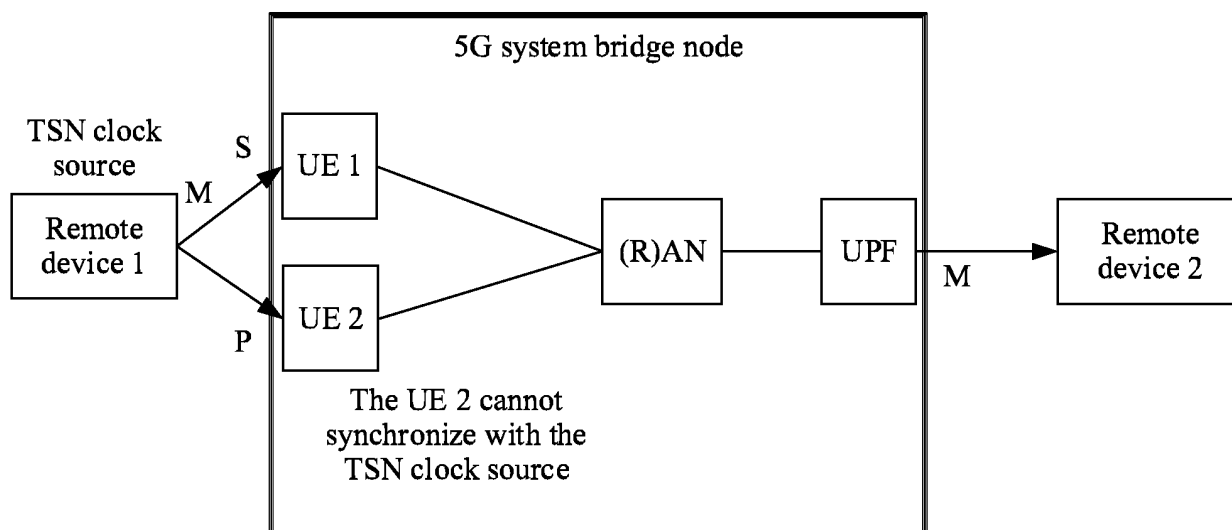 5G system bridge node
TSN clock
source
S
UE 1
M
Remote
device 1
(R)AN
UPF
M
Remote
device 2
P
UE 2
The UE 2 cannot
synchronize with the
TSN clock source